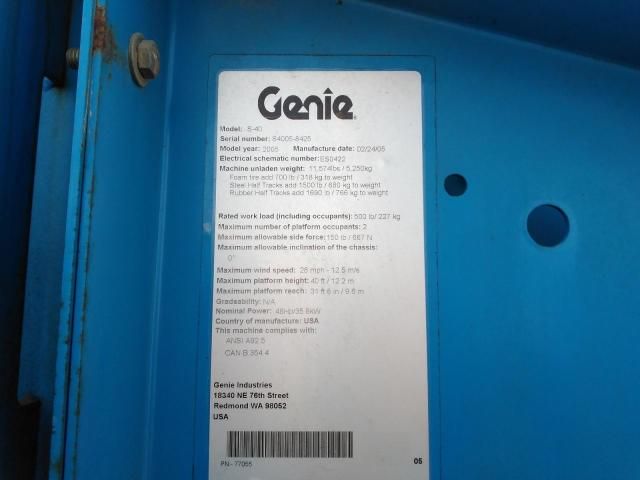 Genie
Model: S-40
Serial number: S4005-8425
Model year: 2005 Manufacture date: 02/24/05
Electrical schematic number: ES0422
Machine unladen weight: 11,574lbs / 5,250kg
Foam tire add 700 lb / 318 kg to weight
Steel Half Tracks add 1500 lb / 680 kg to weight
Rubber Half Tracks add 1690 lb / 766 kg to weight
Rated work load (including occupants): 500 lb/ 227 kg
Maximum number of platform occupants: 2
Maximum allowable side force: 150 lb / 667 N
Maximum allowable inclination of the chassis:
0°
Maximum wind speed: 28 mph - 12.5 m/s
Maximum platform height: 40 ft / 12.2 m
Maximum platform reach: 31 ft 6 in / 9.6 m
Gradeability: N/A
Nominal Power: 48Hp/35.8kW
Country of manufacture: USA
This machine complies with:
ANSI A92.5
CAN B.354.4
Genie Industries
18340 NE 76th Street
Redmond WA 98052
USA
PN - 77055
05